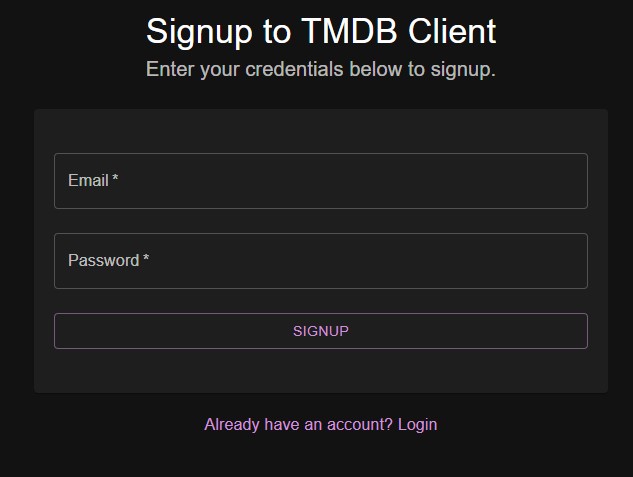 Signup to TMDB Client
Enter your credentials below to signup.
Email *
Password *
SIGNUP
Already have an account? Login